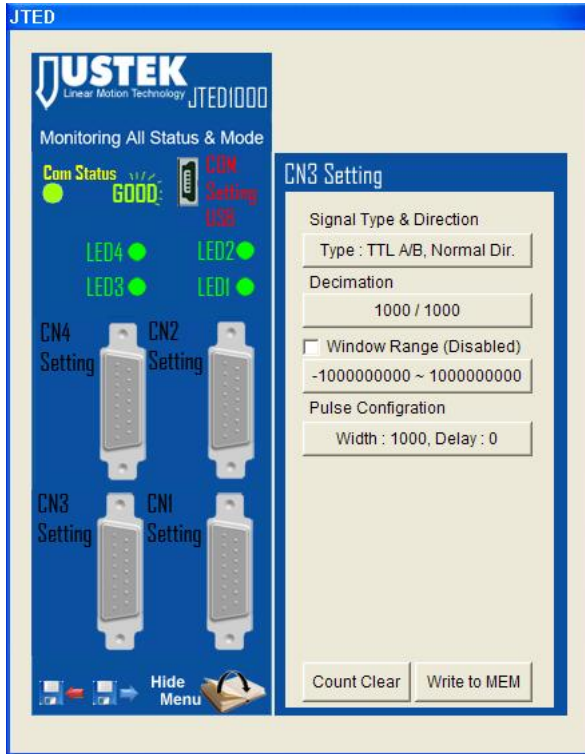 JTED
JUSTEK
Linear Motion Technology
JTED1000
Monitoring All Status & Mode
Com Status
GOOD
COM
Setting
USB
LED4
LED2
LED3
LED1
CN4
Setting
CN2
Setting
CN3
Setting
CN1
Setting
Hide
Menu
CN3 Setting
Signal Type & Direction
Type : TTL A/B, Normal Dir.
Decimation
1000 / 1000
Window Range (Disabled)
-1000000000 ~ 1000000000
Pulse Configration
Width : 1000, Delay : 0
Count Clear
Write to MEM